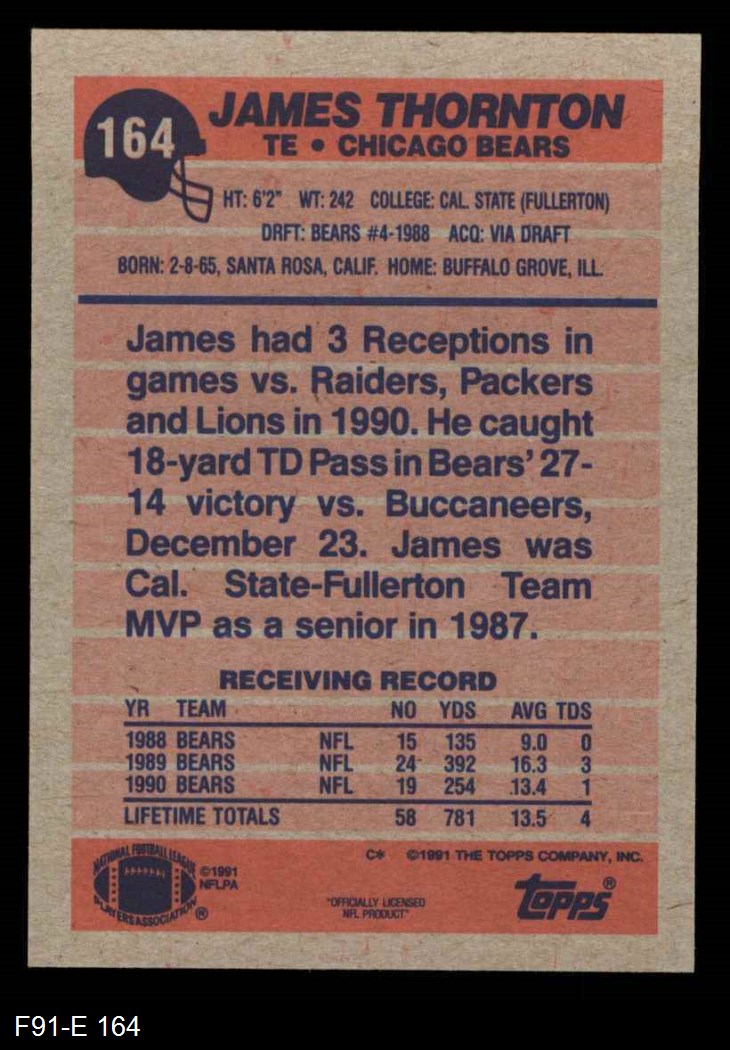 164
JAMES THORNTON
TE • CHICAGO BEARS
HT: 6'2" WT: 242 COLLEGE: CAL. STATE (FULLERTON)
DRFT: BEARS #4-1988 ACQ: VIA DRAFT
BORN: 2-8-65, SANTA ROSA, CALIF. HOME: BUFFALO GROVE, ILL.
James had 3 Receptions in
games vs. Raiders, Packers
and Lions in 1990. He caught
18-yard TD Pass in Bears' 27-
14 victory vs. Buccaneers,
December 23. James was
Cal. State-Fullerton Team
MVP as a senior in 1987.
RECEIVING RECORD
YR TEAM NO YDS AVG TDS
1988 BEARS NFL 15 135 9.0 0
1989 BEARS NFL 24 392 16.3 3
1990 BEARS NFL 19 254 13.4 1
LIFETIME TOTALS 58 781 13.5 4
NATIONAL FOOTBALL LEAGUE
PLAYERS ASSOCIATION ®
©1991
NFLPA
C* ©1991 THE TOPPS COMPANY, INC.
"OFFICIALLY LICENSED
NFL PRODUCT"
topps®
F91-E 164